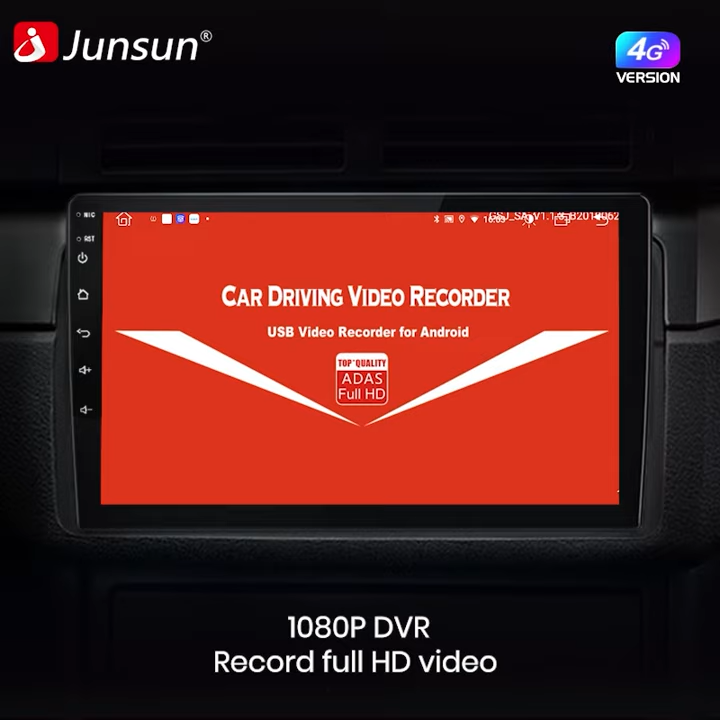 Junsun®
4G
VERSION
MIC
RST
CAR DRIVING VIDEO RECORDER
USB Video Recorder for Android
TOP QUALITY
ADAS
Full HD
1080P DVR
Record full HD video